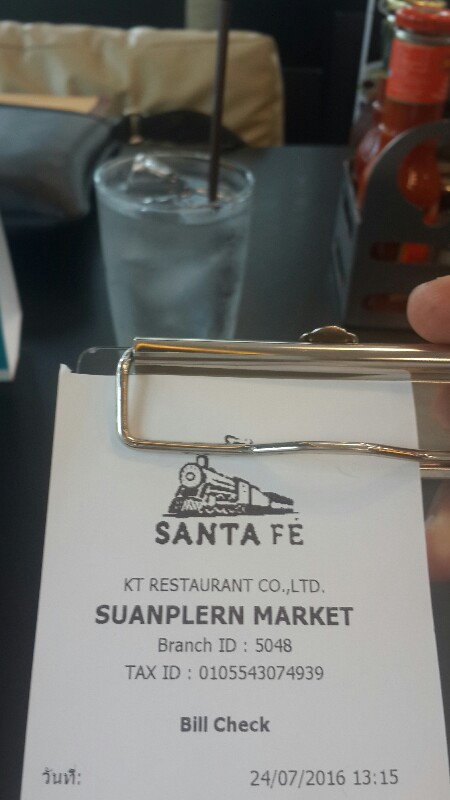 SANTA FÉ
KT RESTAURANT CO.,LTD.
SUANPLERN MARKET
Branch ID : 5048
TAX ID : 0105543074939
Bill Check
วันที่: 24/07/2016 13:15